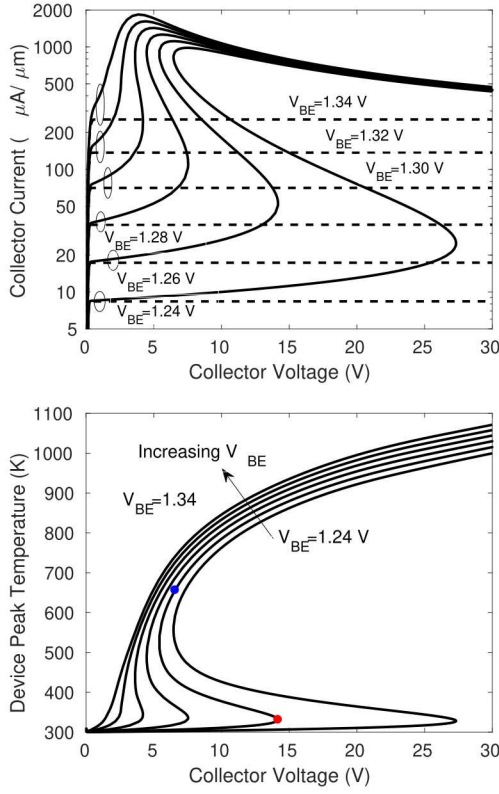 2000
1000
500
200
100
50
20
10
5
Collector Current ( μA/ μm)
V_BE=1.34 V
V_BE=1.32 V
V_BE=1.30 V
V_BE=1.28 V
V_BE=1.26 V
V_BE=1.24 V
0 5 10 15 20 25 30
Collector Voltage (V)
1100
1000
900
800
700
600
500
400
300
Device Peak Temperature (K)
Increasing V_BE
V_BE=1.34
V_BE=1.24 V
0 5 10 15 20 25 30
Collector Voltage (V)